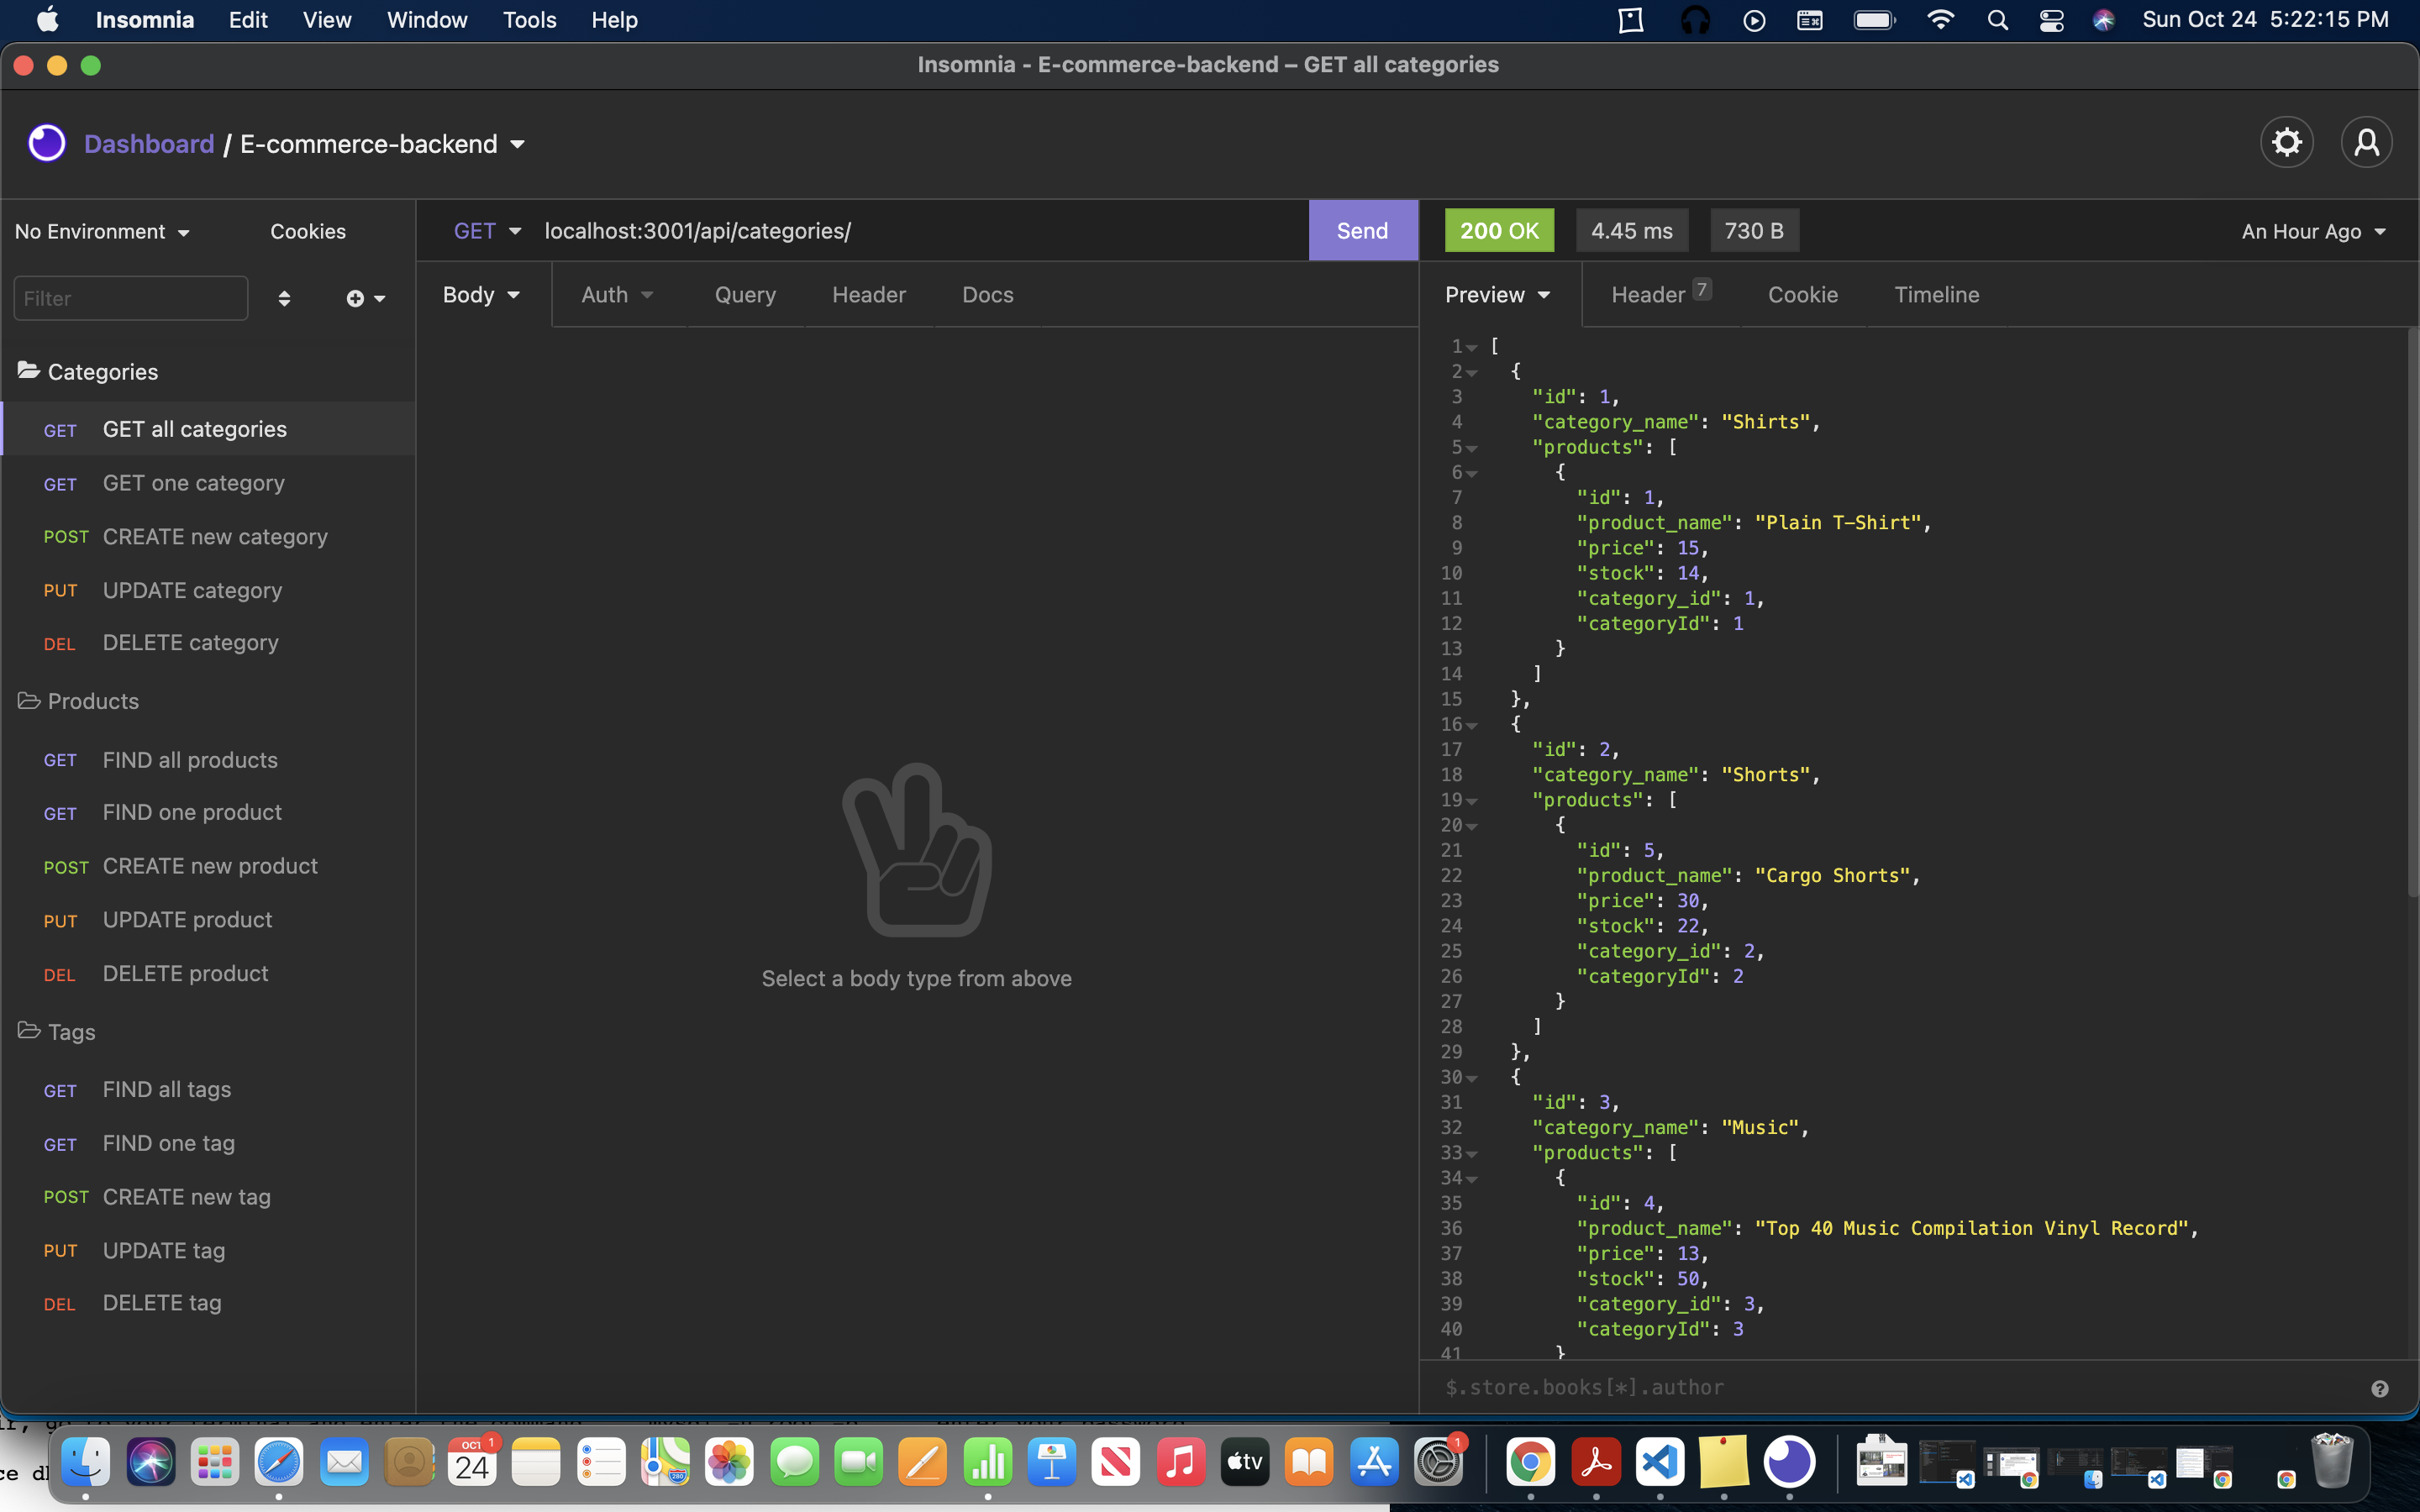 Insomnia Edit View Window Tools Help Sun Oct 24 5:22:15 PM
Insomnia - E-commerce-backend – GET all categories
Dashboard / E-commerce-backend
No Environment Cookies
Filter
Categories
GET GET all categories
GET GET one category
POST CREATE new category
PUT UPDATE category
DEL DELETE category
Products
GET FIND all products
GET FIND one product
POST CREATE new product
PUT UPDATE product
DEL DELETE product
Tags
GET FIND all tags
GET FIND one tag
POST CREATE new tag
PUT UPDATE tag
DEL DELETE tag
GET localhost:3001/api/categories/ Send
Body Auth Query Header Docs
Select a body type from above
200 OK 4.45 ms 730 B An Hour Ago
Preview Header 7 Cookie Timeline
1 [
2 {
3 "id": 1,
4 "category_name": "Shirts",
5 "products": [
6 {
7 "id": 1,
8 "product_name": "Plain T-Shirt",
9 "price": 15,
10 "stock": 14,
11 "category_id": 1,
12 "categoryId": 1
13 }
14 ]
15 },
16 {
17 "id": 2,
18 "category_name": "Shorts",
19 "products": [
20 {
21 "id": 5,
22 "product_name": "Cargo Shorts",
23 "price": 30,
24 "stock": 22,
25 "category_id": 2,
26 "categoryId": 2
27 }
28 ]
29 },
30 {
31 "id": 3,
32 "category_name": "Music",
33 "products": [
34 {
35 "id": 4,
36 "product_name": "Top 40 Music Compilation Vinyl Record",
37 "price": 13,
38 "stock": 50,
39 "category_id": 3,
40 "categoryId": 3
41 }
$.store.books[*].author
OCT 1
24
280
tv
1